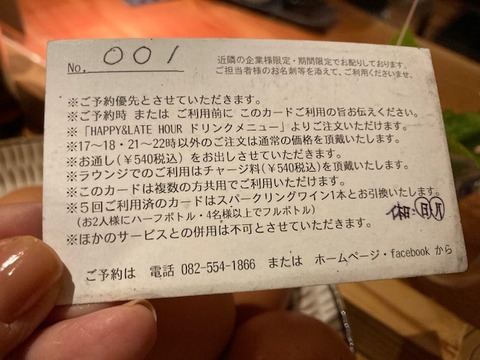 No. 001
近隣の企業様限定・期間限定でお配りしております。
ご担当者様のお名刺等を添えて、ご利用くださいませ。
※ご予約優先とさせていただきます。
※ご予約時 または ご利用前に このカードご利用の旨お伝えください。
※「HAPPY&LATE HOUR ドリンクメニュー」よりご注文いただけます。
※17〜18・21〜22時以外のご注文は通常の価格を頂戴いたします。
※お通し(¥540税込)をお出しさせていただきます。
※ラウンジでのご利用はチャージ料(¥540税込)を頂戴いたします。
※このカードは複数の方共用でご利用いただけます。
※5回ご利用済のカードはスパークリングワイン1本とお引換いたします。
(お2人様にハーフボトル・4名様以上でフルボトル)
※ほかのサービスとの併用は不可とさせていただきます。
ご予約は 電話 082-554-1866 または ホームページ・facebook から